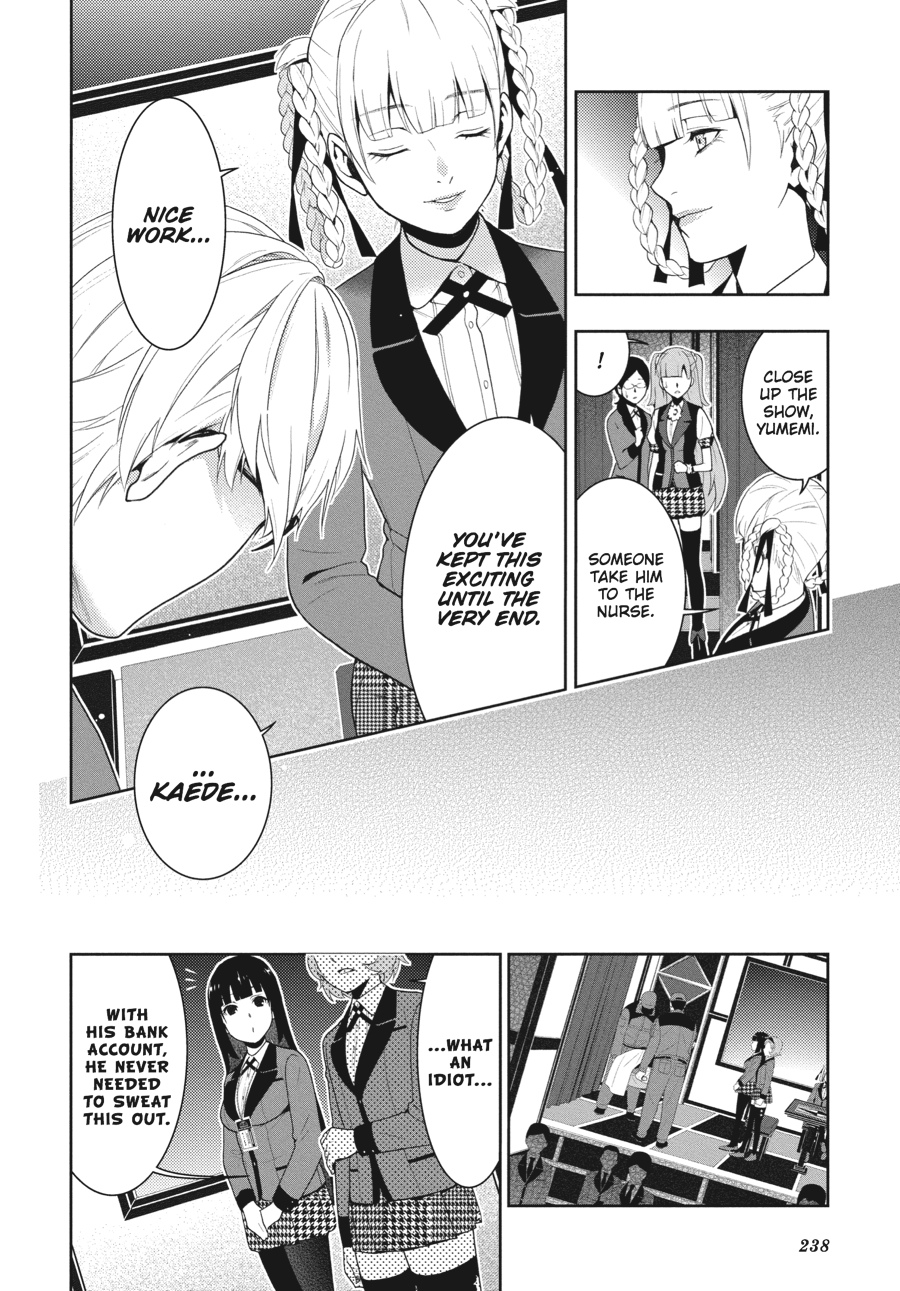 CLOSE
UP THE
SHOW,
YUMEMI.
!
SOMEONE
TAKE HIM
TO THE
NURSE.
NICE
WORK...
YOU'VE
KEPT THIS
EXCITING
UNTIL THE
VERY END.
...
KAEDE...
...WHAT
AN
IDIOT...
WITH
HIS BANK
ACCOUNT,
HE NEVER
NEEDED
TO SWEAT
THIS OUT.
238